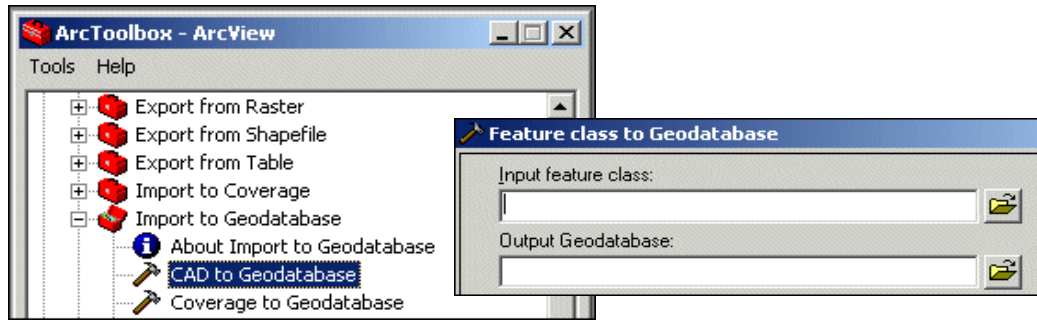 ArcToolbox - ArcView
Tools Help
Export from Raster
Export from Shapefile
Export from Table
Import to Coverage
Import to Geodatabase
About Import to Geodatabase
CAD to Geodatabase
Coverage to Geodatabase
Feature class to Geodatabase
Input feature class:
Output Geodatabase: